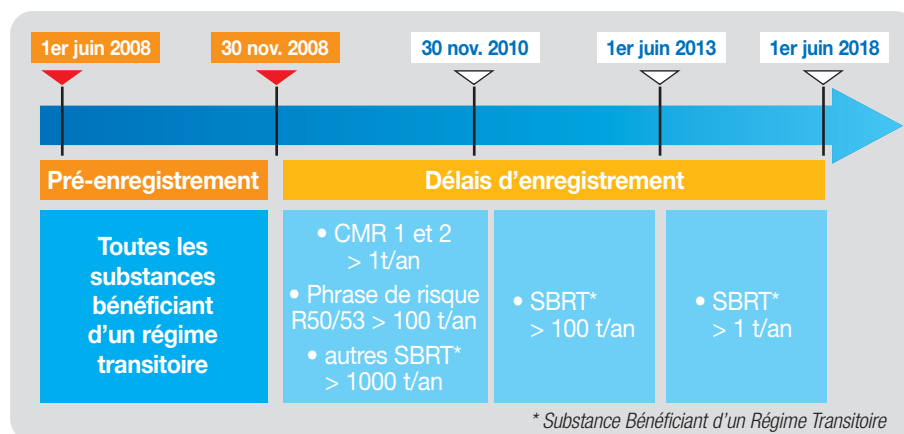 1er juin 2008
30 nov. 2008
30 nov. 2010
1er juin 2013
1er juin 2018
Pré-enregistrement
Délais d'enregistrement
Toutes les
substances
bénéficiant
d'un régime
transitoire
• CMR 1 et 2
> 1t/an
• Phrase de risque
R50/53 > 100 t/an
• autres SBRT*
> 1000 t/an
• SBRT*
> 100 t/an
• SBRT*
> 1 t/an
* Substance Bénéficiant d'un Régime Transitoire